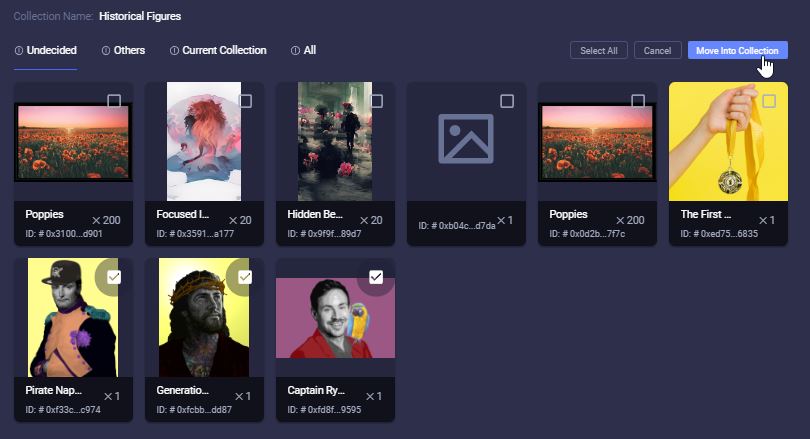 Collection Name: Historical Figures
Undecided Others Current Collection All Select All Cancel Move Into Collection
Poppies ×200
ID: # 0x3100...d901
Focused I... ×20
ID: # 0x3591...a177
Hidden Be... ×20
ID: # 0x9f9f...89d7
ID: # 0xb04c...d7da ×1
Poppies ×200
ID: # 0x0d2b...7f7c
The First ... ×1
ID: # 0xed75...6835
Pirate Nap... ×1
ID: # 0xf33c...c974
Generatio... ×1
ID: # 0xfcbb...dd87
Captain Ry... ×1
ID: # 0xfd8f...9595